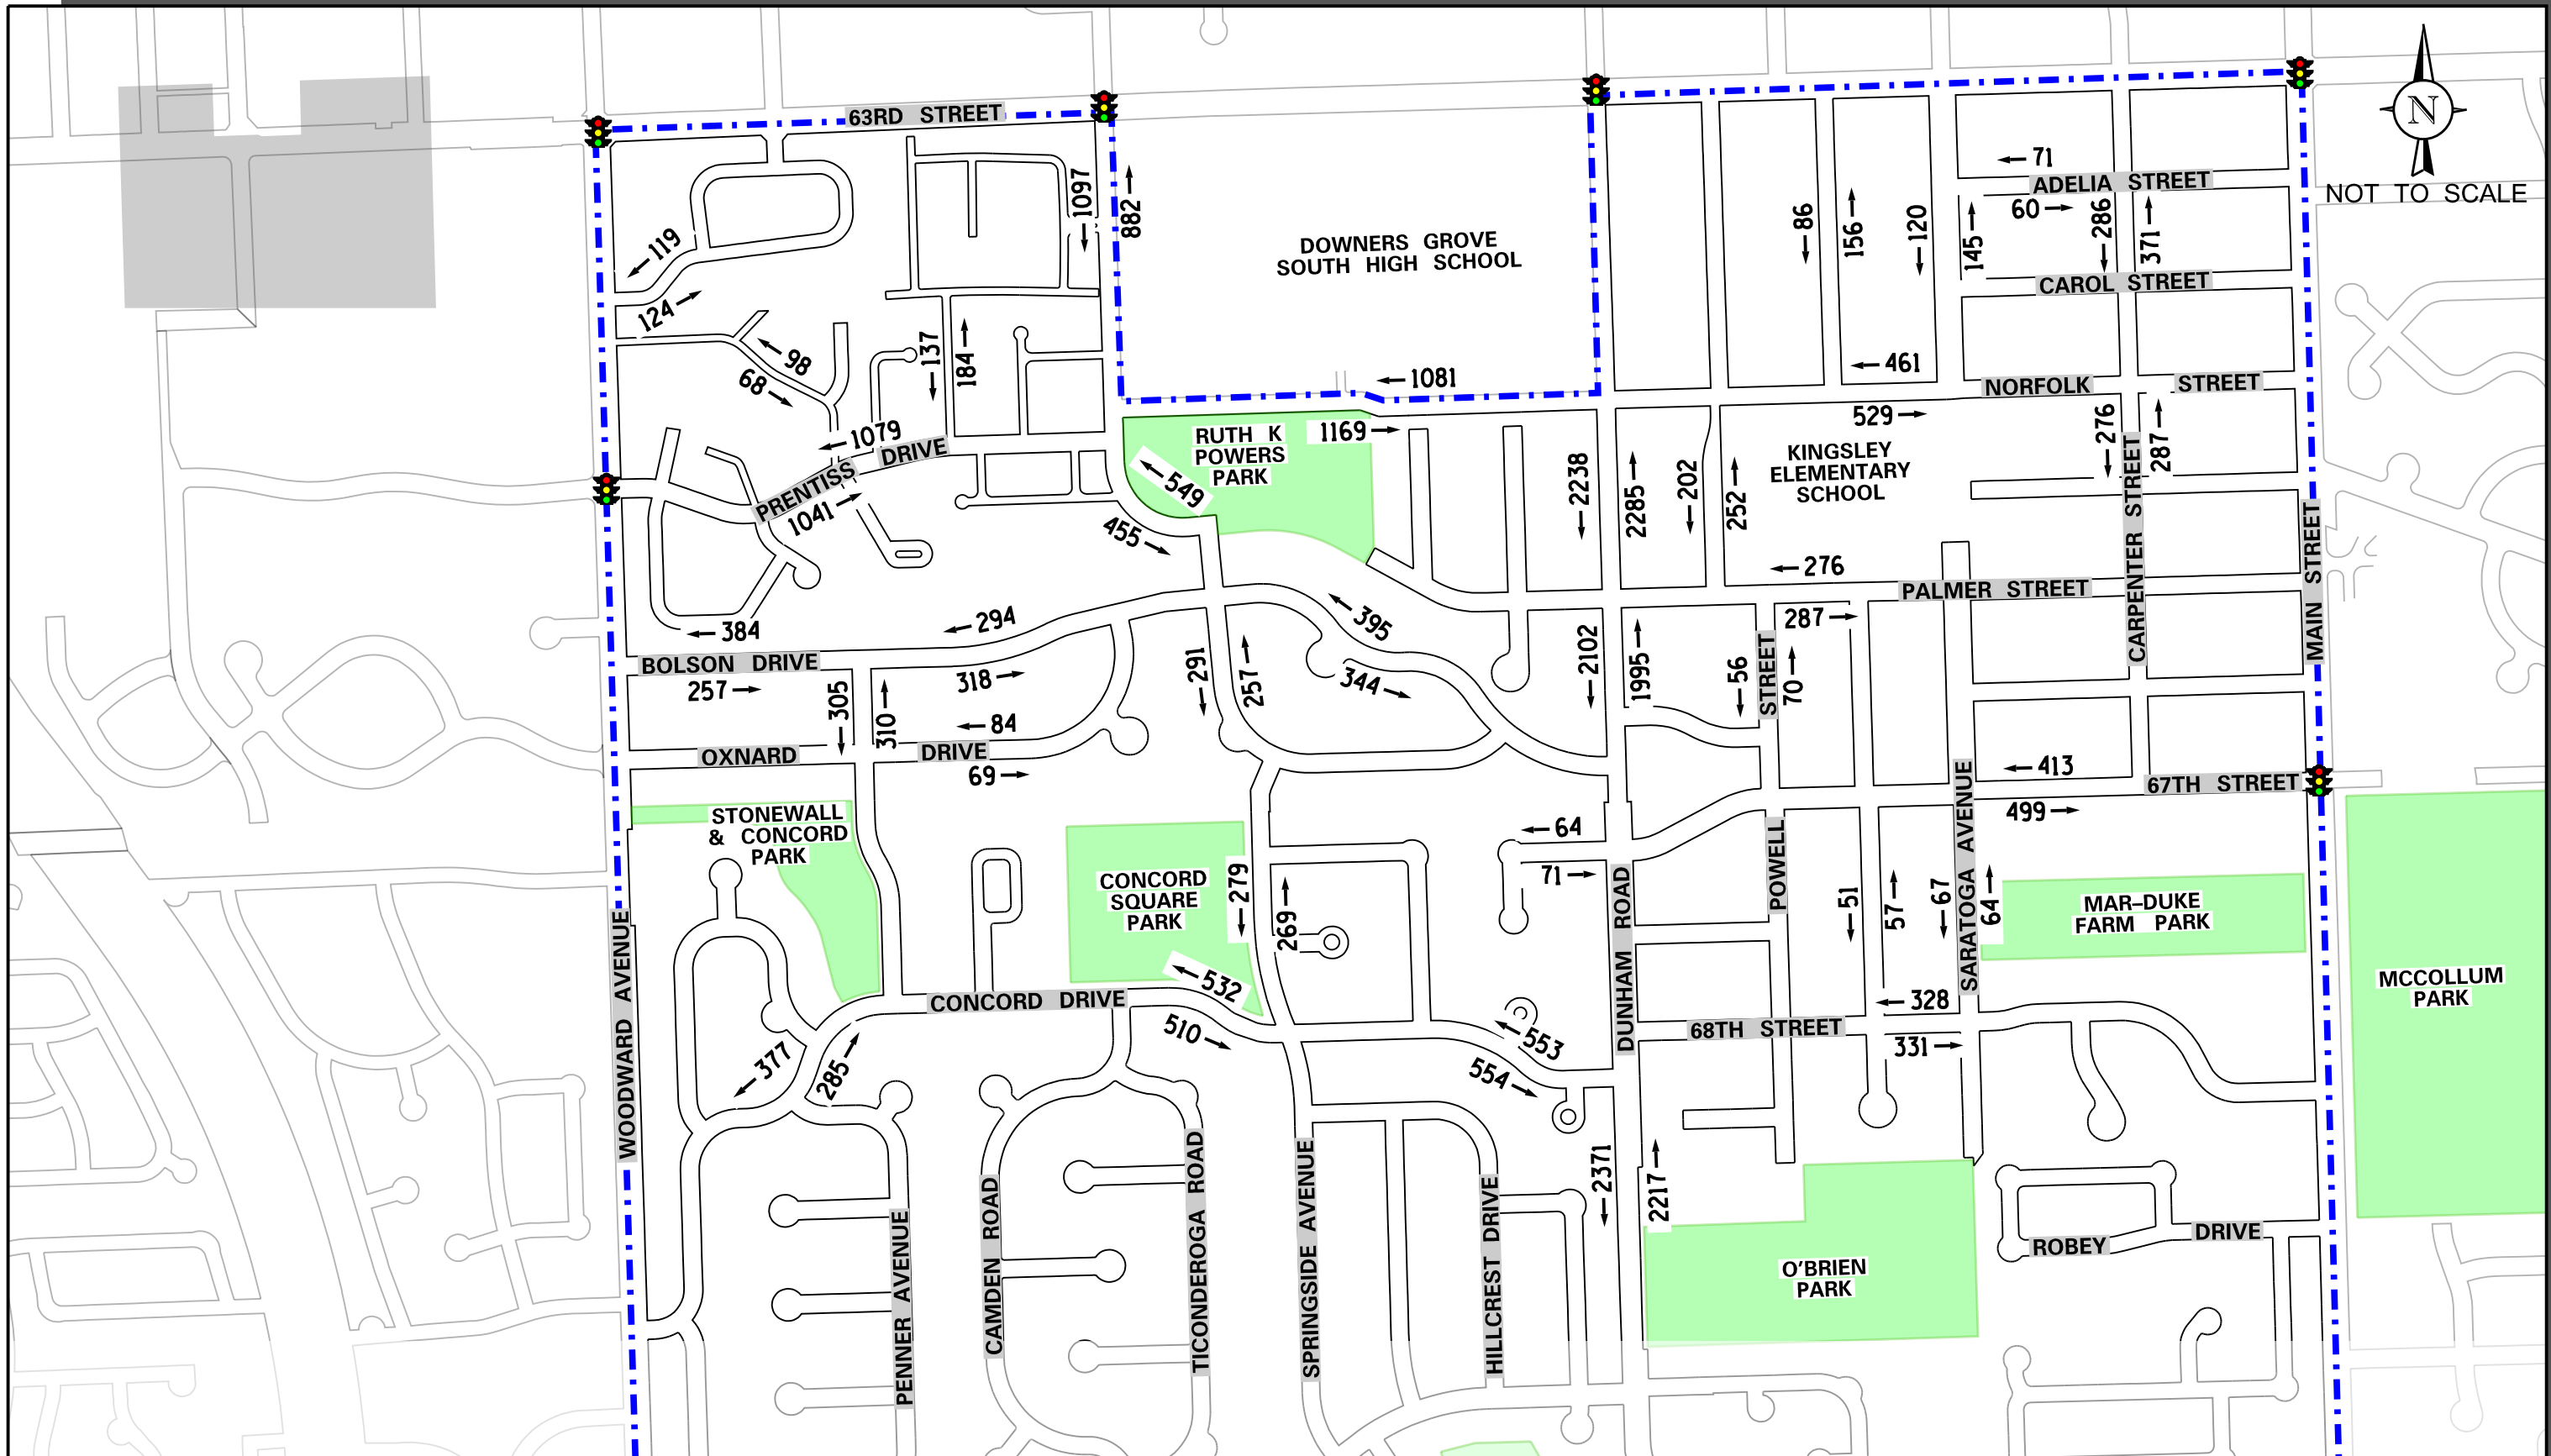 63RD STREET
N
NOT TO SCALE
71
ADELIA STREET
60
286
371
145
120
156
86
1097
882
119
124
DOWNERS GROVE
SOUTH HIGH SCHOOL
CAROL STREET
98
68
137
184
461
1081
NORFOLK STREET
529
1169
RUTH K
POWERS
PARK
1079
PRENTISS DRIVE
1041
549
455
2238
2285
202
252
KINGSLEY
ELEMENTARY
SCHOOL
276
287
CARPENTER STREET
MAIN STREET
276
PALMER STREET
287
384
294
BOLSON DRIVE
257
318
305
310
84
OXNARD DRIVE
69
291
257
395
344
2102
1995
56
POWELL STREET
70
413
67TH STREET
499
STONEWALL
& CONCORD
PARK
CONCORD
SQUARE
PARK
279
269
64
71
DUNHAM ROAD
51
57
67
SARATOGA AVENUE
64
MAR-DUKE
FARM PARK
MCCOLLUM
PARK
WOODWARD AVENUE
CONCORD DRIVE
532
510
377
285
553
554
328
68TH STREET
331
2371
2217
PENNER AVENUE
CAMDEN ROAD
TICONDEROGA ROAD
SPRINGSIDE AVENUE
HILLCREST DRIVE
O'BRIEN
PARK
ROBEY DRIVE